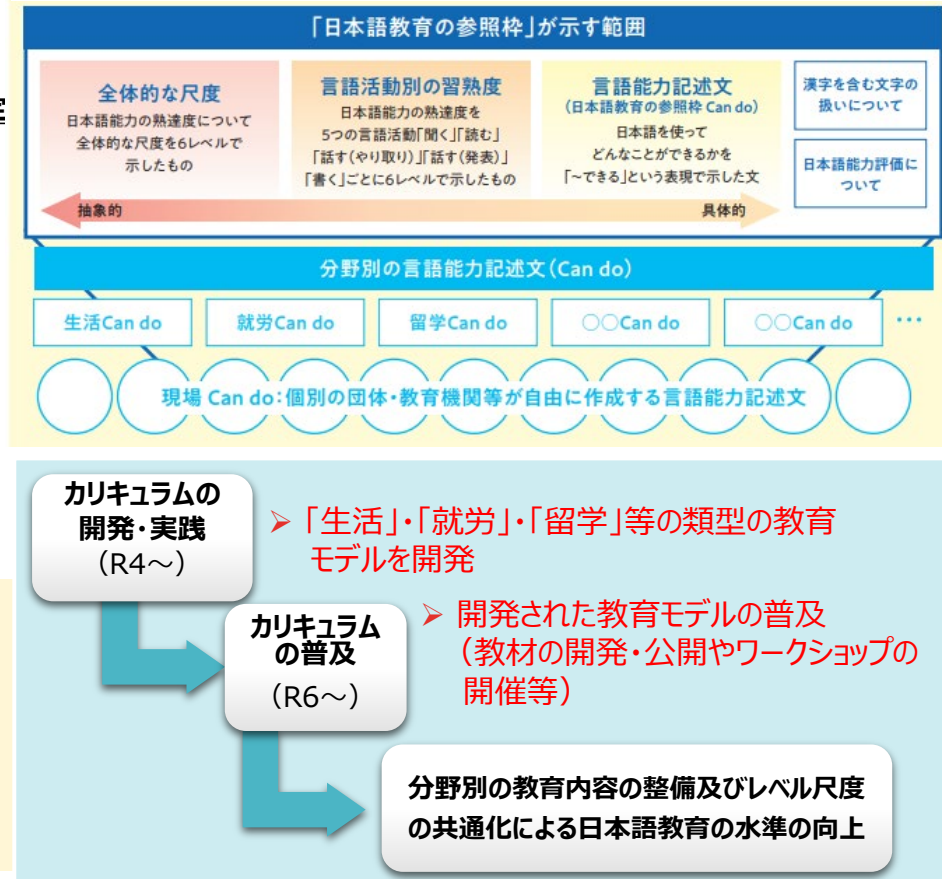 「日本語教育の参照枠」が示す範囲
全体的な尺度
日本語能力の熟達度について
全体的な尺度を6レベルで
示したもの
言語活動別の習熟度
日本語能力の熟達度を
5つの言語活動「聞く」「読む」
「話す(やり取り)」「話す(発表)」
「書く」ごとに6レベルで示したもの
言語能力記述文
(日本語教育の参照枠 Can do)
日本語を使って
どんなことができるかを
「~できる」という表現で示した文
漢字を含む文字の
扱いについて
日本語能力評価に
ついて
抽象的
具体的
分野別の言語能力記述文(Can do)
生活Can do
就労Can do
留学Can do
○○Can do
○○Can do
…
現場 Can do:個別の団体・教育機関等が自由に作成する言語能力記述文
カリキュラムの
開発・実践
(R4~)
➢ 「生活」・「就労」・「留学」等の類型の教育
モデルを開発
カリキュラム
の普及
(R6~)
➢ 開発された教育モデルの普及
(教材の開発・公開やワークショップの
開催等)
分野別の教育内容の整備及びレベル尺度
の共通化による日本語教育の水準の向上